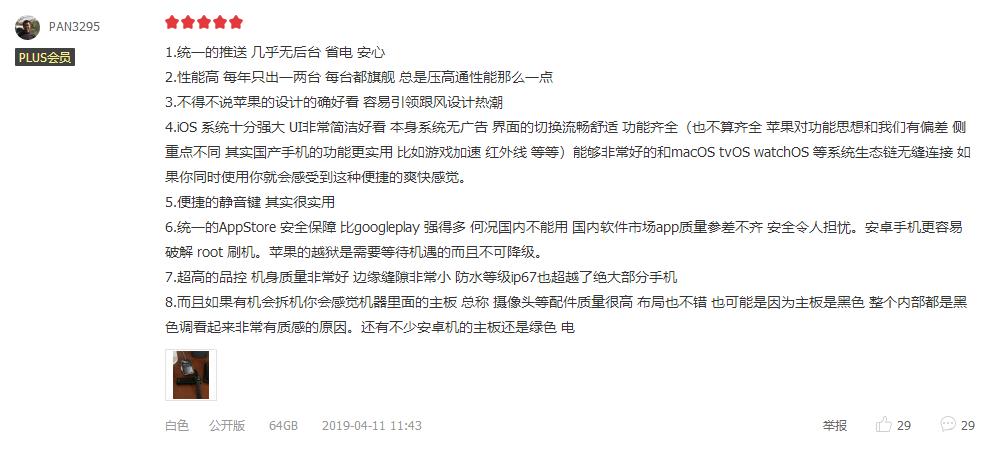 PAN3295
PLUS会员
1.统一的推送 几乎无后台 省电 安心
2.性能高 每年只出一两台 每台都旗舰 总是压高通性能那么一点
3.不得不说苹果的设计的确好看 容易引领跟风设计热潮
4.iOS 系统十分强大 UI非常简洁好看 本身系统无广告 界面的切换流畅舒适 功能齐全（也不算齐全 苹果对功能思想和我们有偏差 侧
重点不同 其实国产手机的功能更实用 比如游戏加速 红外线 等等）能够非常好的和macOS tvOS watchOS 等系统生态链无缝连接 如
果你同时使用你就会感受到这种便捷的爽快感觉。
5.便捷的静音键 其实很实用
6.统一的AppStore 安全保障 比googleplay 强得多 何况国内不能用 国内软件市场app质量参差不齐 安全令人担忧。安卓手机更容易
破解 root 刷机。苹果的越狱是需要等待机遇的而且不可降级。
7.超高的品控 机身质量非常好 边缘缝隙非常小 防水等级ip67也超越了绝大部分手机
8.而且如果有机会拆机你会感觉机器里面的主板 总称 摄像头等配件质量很高 布局也不错 也可能是因为主板是黑色 整个内部都是黑
色调看起来非常有质感的原因。还有不少安卓机的主板还是绿色 电
白色 公开版 64GB 2019-04-11 11:43 举报 29 29